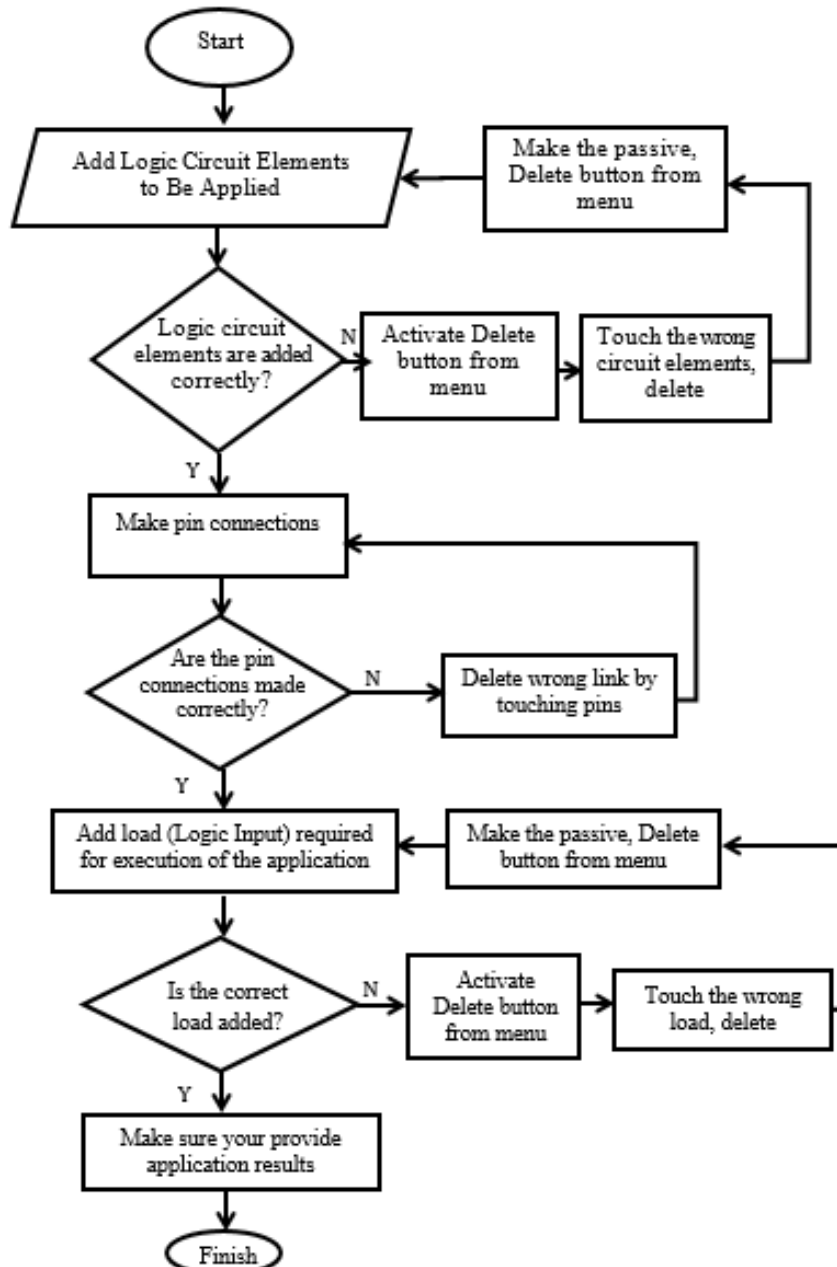 Start
Add Logic Circuit Elements
to Be Applied
Make the passive,
Delete button from
menu
Logic circuit
elements are added
correctly?
N
Activate Delete
button from
menu
Touch the wrong
circuit elements,
delete
Y
Make pin connections
Are the pin
connections made
correctly?
N
Delete wrong link by
touching pins
Y
Add load (Logic Input) required
for execution of the application
Make the passive, Delete
button from menu
Is the correct
load added?
N
Activate
Delete button
from menu
Touch the wrong
load, delete
Y
Make sure your provide
application results
Finish